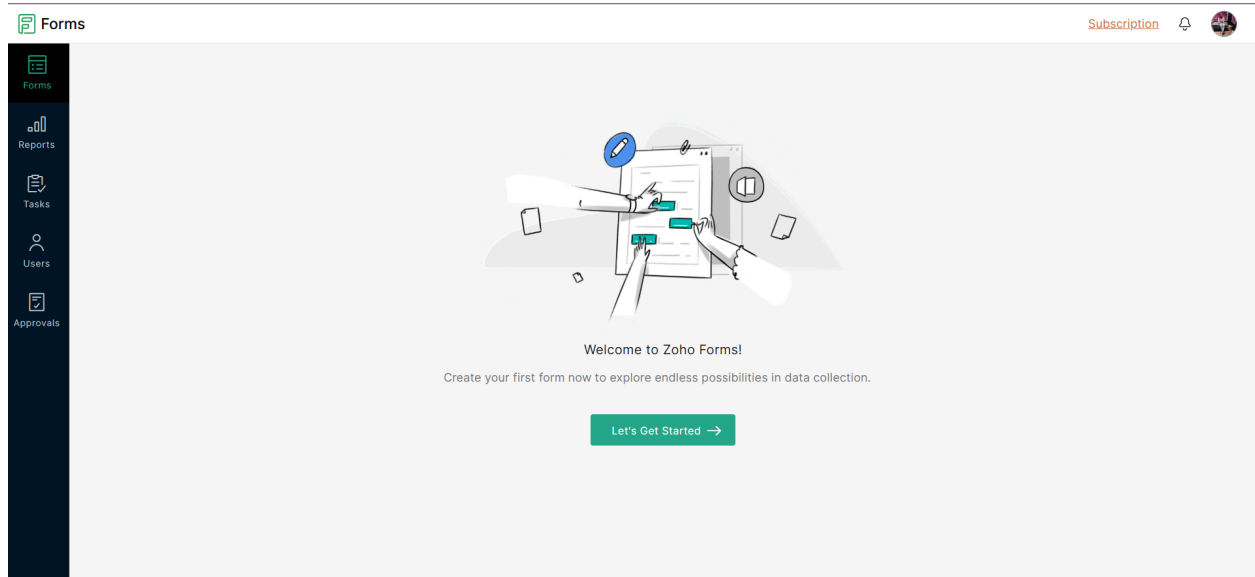 Forms
Subscription
Forms
Reports
Tasks
Users
Approvals
Welcome to Zoho Forms!
Create your first form now to explore endless possibilities in data collection.
Let's Get Started →